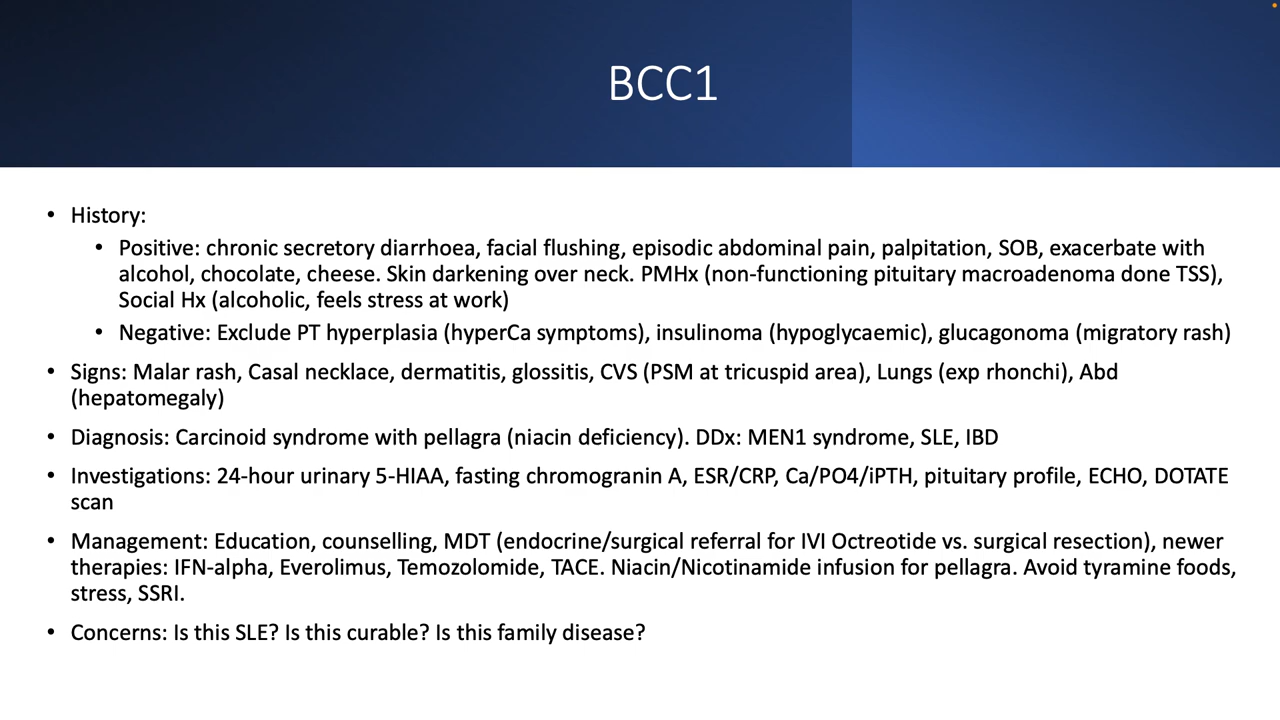 BCC1
• History:
• Positive: chronic secretory diarrhoea, facial flushing, episodic abdominal pain, palpitation, SOB, exacerbate with
alcohol, chocolate, cheese. Skin darkening over neck. PMHx (non-functioning pituitary macroadenoma done TSS),
Social Hx (alcoholic, feels stress at work)
• Negative: Exclude PT hyperplasia (hyperCa symptoms), insulinoma (hypoglycaemic), glucagonoma (migratory rash)
• Signs: Malar rash, Casal necklace, dermatitis, glossitis, CVS (PSM at tricuspid area), Lungs (exp rhonchi), Abd
(hepatomegaly)
• Diagnosis: Carcinoid syndrome with pellagra (niacin deficiency). DDx: MEN1 syndrome, SLE, IBD
• Investigations: 24-hour urinary 5-HIAA, fasting chromogranin A, ESR/CRP, Ca/PO4/iPTH, pituitary profile, ECHO, DOTATE
scan
• Management: Education, counselling, MDT (endocrine/surgical referral for IVI Octreotide vs. surgical resection), newer
therapies: IFN-alpha, Everolimus, Temozolomide, TACE. Niacin/Nicotinamide infusion for pellagra. Avoid tyramine foods,
stress, SSRI.
• Concerns: Is this SLE? Is this curable? Is this family disease?